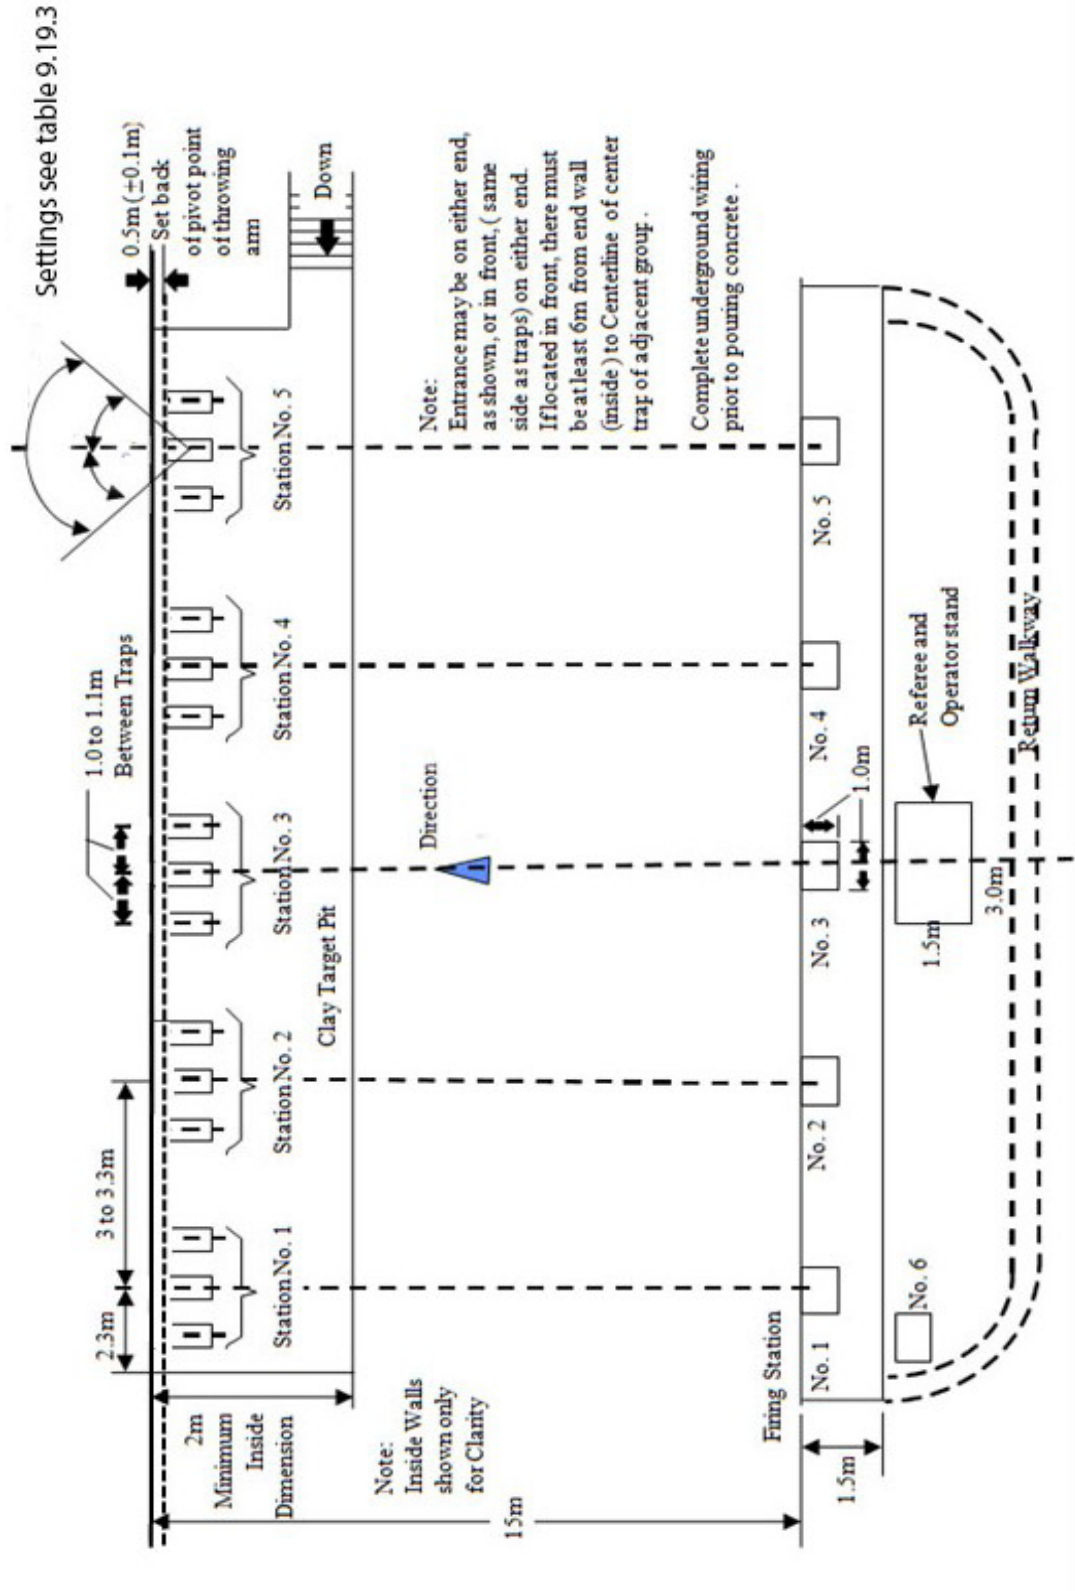 Settings see table 9.19.3
0.5m (±0.1m)
Set back
of pivot point
of throwing
arm
Down
1.0 to 1.1m
Between Traps
3 to 3.3m
2.3m
Station No. 1
Station No. 2
Station No. 3
Station No. 4
Station No. 5
Clay Target Pit
2m
Minimum
Inside
Dimension
Note:
Inside Walls
shown only
for Clarity
15m
Direction
Note:
Entrance may be on either end,
as shown, or in front, ( same
side as traps) on either end.
If located in front, there must
be at least 6m from end wall
(inside ) to Centerline of center
trap of adjacent group.
Complete underground wiring
prior to pouring concrete .
Firing Station
No. 1
No. 2
No. 3
No. 4
No. 5
1.0m
1.5m
No. 6
1.5m
3.0m
Referee and
Operator stand
Return Walkway